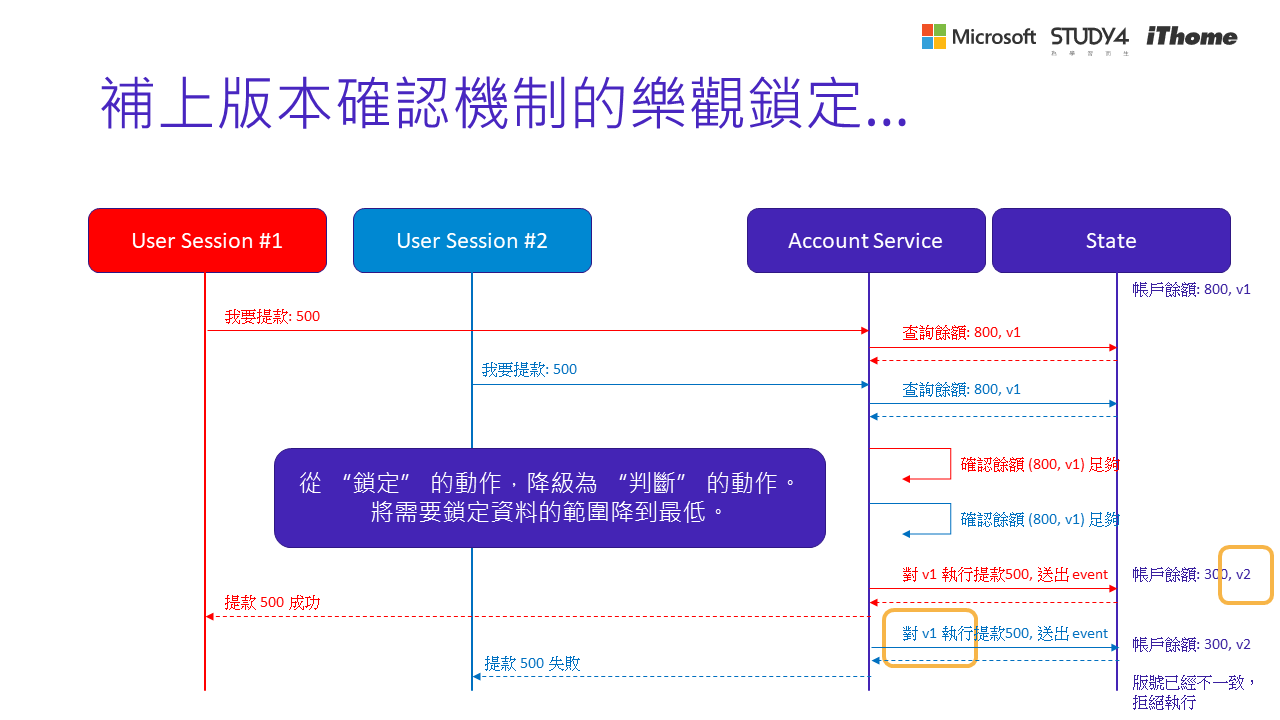 Microsoft STUDY4 iThome
為 學 習 而 生
補上版本確認機制的樂觀鎖定...
User Session #1
User Session #2
Account Service
State
帳戶餘額: 800, v1
我要提款: 500
查詢餘額: 800, v1
我要提款: 500
查詢餘額: 800, v1
確認餘額 (800, v1) 足夠
從 “鎖定” 的動作,降級為 “判斷” 的動作。
將需要鎖定資料的範圍降到最低。
確認餘額 (800, v1) 足夠
對 v1 執行提款500, 送出 event
帳戶餘額: 300, v2
提款 500 成功
對 v1 執行提款500, 送出 event
帳戶餘額: 300, v2
提款 500 失敗
版號已經不一致,
拒絕執行